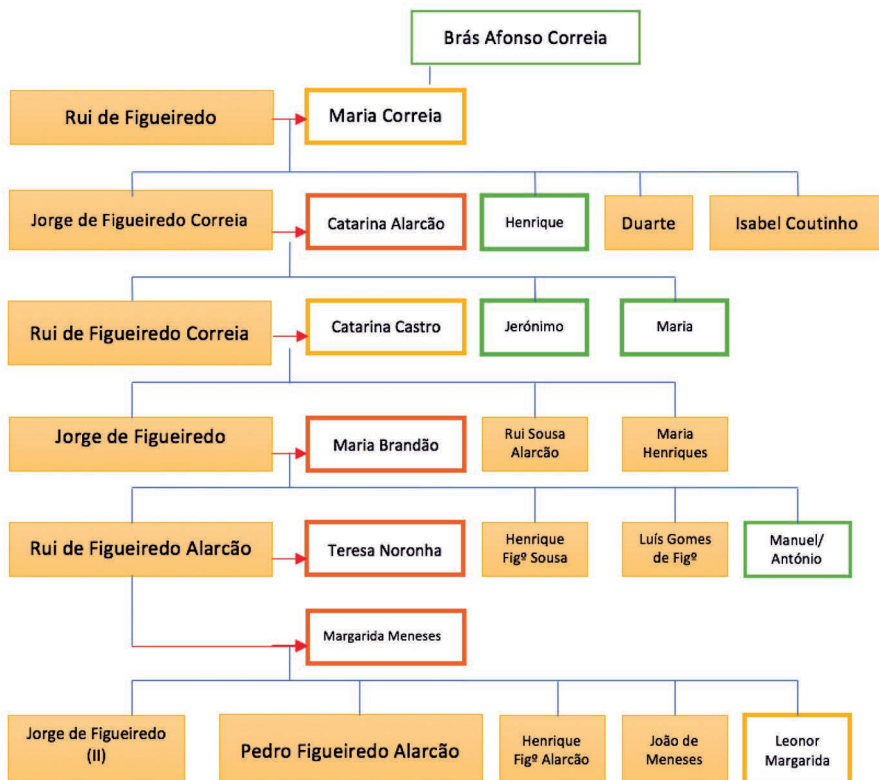 Brás Afonso Correia
Rui de Figueiredo
Maria Correia
Jorge de Figueiredo Correia
Catarina Alarcão
Henrique
Duarte
Isabel Coutinho
Rui de Figueiredo Correia
Catarina Castro
Jerónimo
Maria
Jorge de Figueiredo
Maria Brandão
Rui Sousa
Alarcão
Maria
Henriques
Rui de Figueiredo Alarcão
Teresa Noronha
Henrique
Figº Sousa
Luís Gomes
de Figº
Manuel/
António
Margarida Meneses
Jorge de Figueiredo
(II)
Pedro Figueiredo Alarcão
Henrique
Figº Alarcão
João de
Meneses
Leonor
Margarida